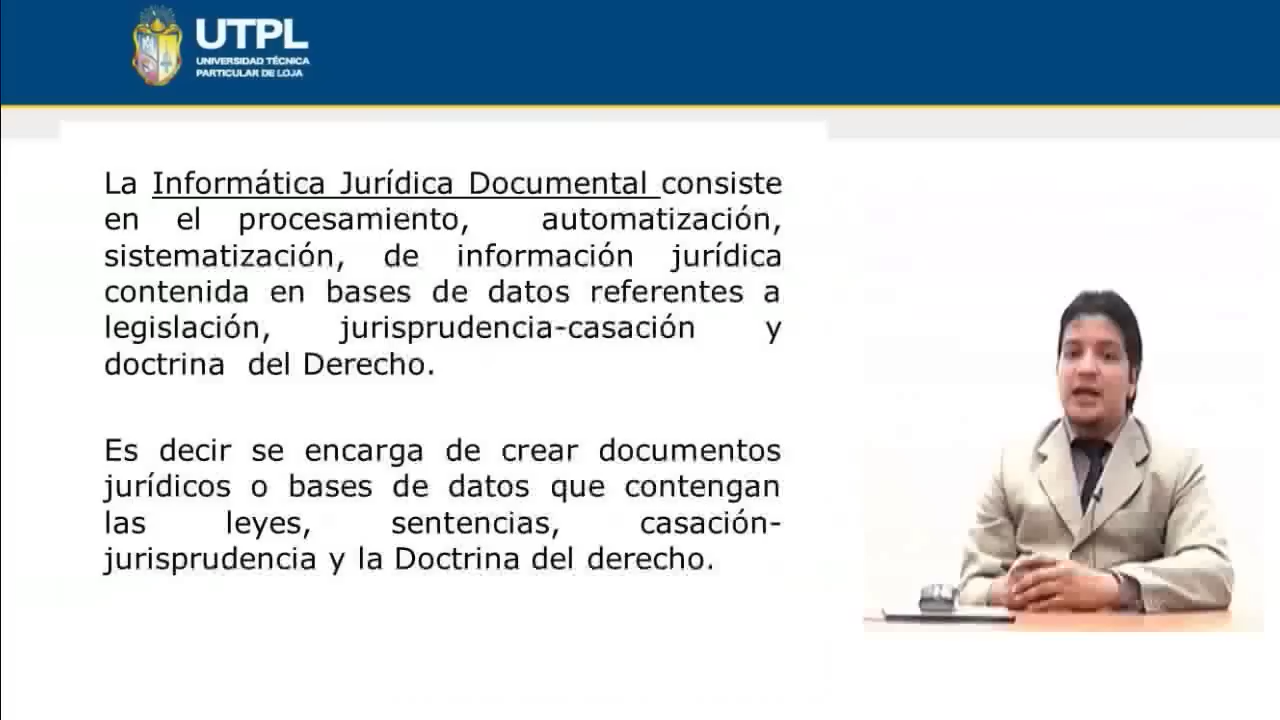 UTPL
UNIVERSIDAD TÉCNICA
PARTICULAR DE LOJA
La Informática Jurídica Documental consiste
en el procesamiento, automatización,
sistematización, de información jurídica
contenida en bases de datos referentes a
legislación, jurisprudencia-casación y
doctrina del Derecho.
Es decir se encarga de crear documentos
jurídicos o bases de datos que contengan
las leyes, sentencias, casación-
jurisprudencia y la Doctrina del derecho.